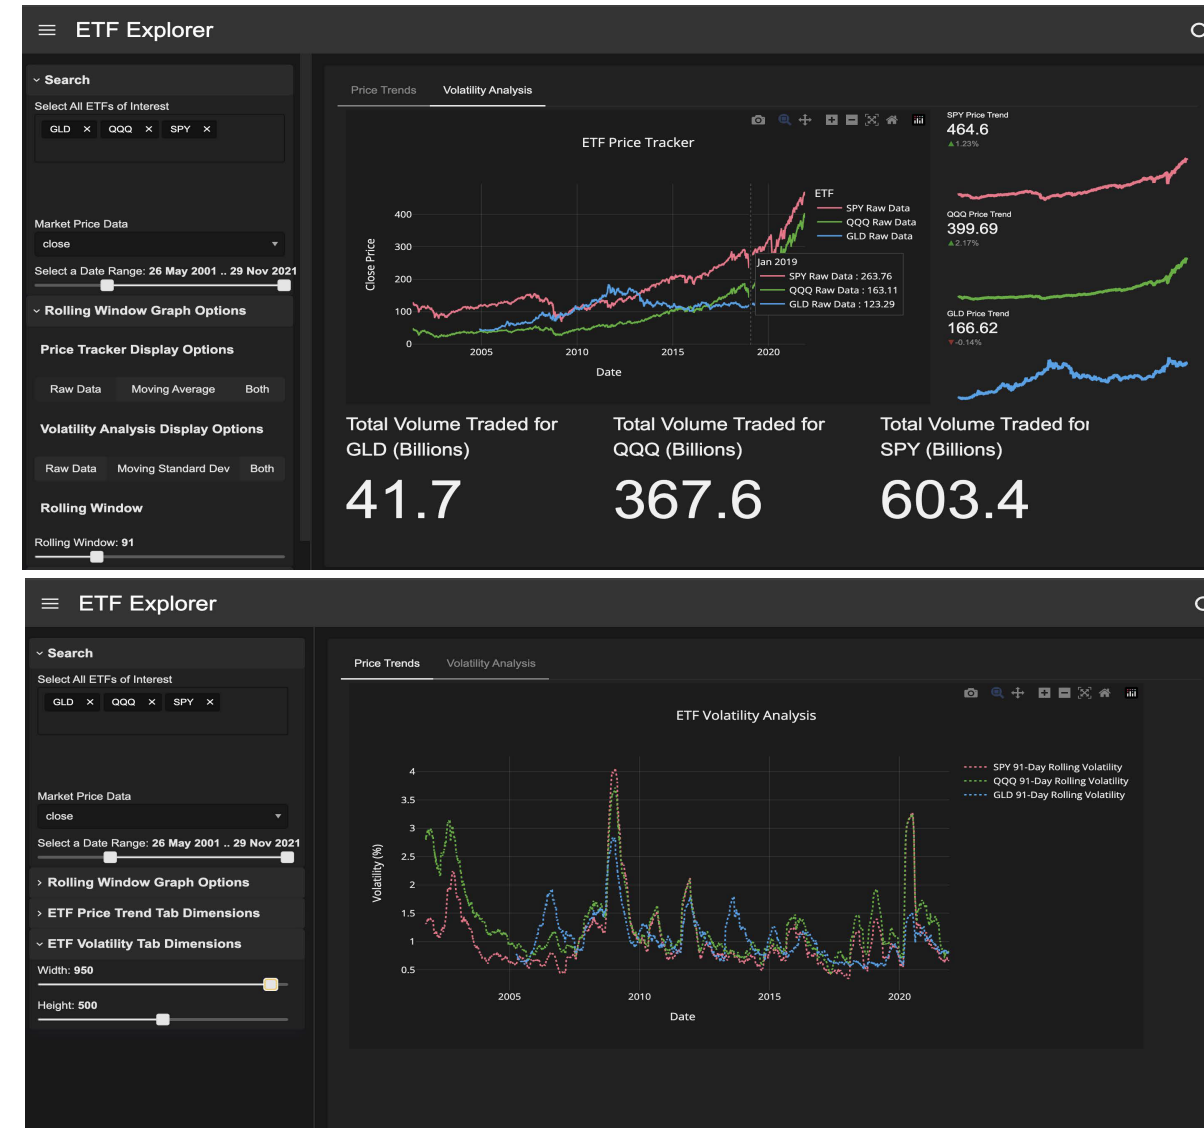 ETF Explorer
Search
Select All ETFs of Interest
GLD × QQQ × SPY ×
Market Price Data
close
Select a Date Range: 26 May 2001 .. 29 Nov 2021
Rolling Window Graph Options
Price Tracker Display Options
Raw Data Moving Average Both
Volatility Analysis Display Options
Raw Data Moving Standard Dev Both
Rolling Window
Rolling Window: 91
Price Trends Volatility Analysis
ETF Price Tracker
Close Price
400
300
200
100
0
2005 2010 2015 2020
Date
ETF
SPY Raw Data
QQQ Raw Data
GLD Raw Data
Jan 2019
SPY Raw Data : 263.76
QQQ Raw Data : 163.11
GLD Raw Data : 123.29
SPY Price Trend
464.6
▲1.23%
QQQ Price Trend
399.69
▲2.17%
GLD Price Trend
166.62
▼-0.14%
Total Volume Traded for
GLD (Billions)
41.7
Total Volume Traded for
QQQ (Billions)
367.6
Total Volume Traded for
SPY (Billions)
603.4
ETF Explorer
Search
Select All ETFs of Interest
GLD × QQQ × SPY ×
Market Price Data
close
Select a Date Range: 26 May 2001 .. 29 Nov 2021
Rolling Window Graph Options
ETF Price Trend Tab Dimensions
ETF Volatility Tab Dimensions
Width: 950
Height: 500
Price Trends Volatility Analysis
ETF Volatility Analysis
Volatility (%)
4
3.5
3
2.5
2
1.5
1
0.5
2005 2010 2015 2020
Date
SPY 91-Day Rolling Volatility
QQQ 91-Day Rolling Volatility
GLD 91-Day Rolling Volatility